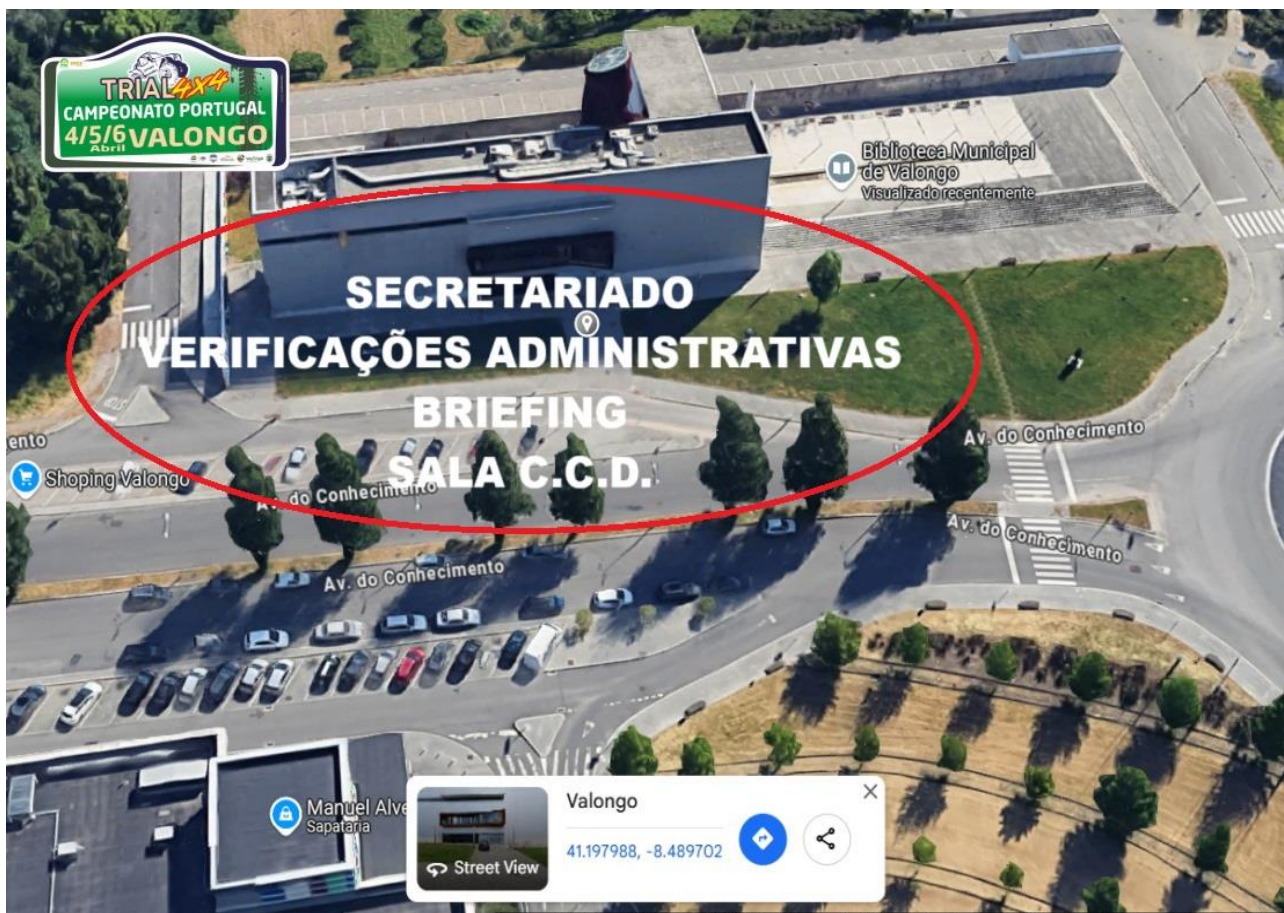 TRIAL 4x4
CAMPEONATO PORTUGAL
4/5/6 VALONGO
Abril
Biblioteca Municipal
de Valongo
Visualizado recentemente
SECRETARIADO
VERIFICAÇÕES ADMINISTRATIVAS
BRIEFING
SALA C.C.D.
ento
Shoping Valongo
Av. do Conhecimento
Av. do Conhecimento
Av. do Conhecimento
Av. do Conhecimento
Manuel Alve
Sapataria
Street View
Valongo
41.197988, -8.489702